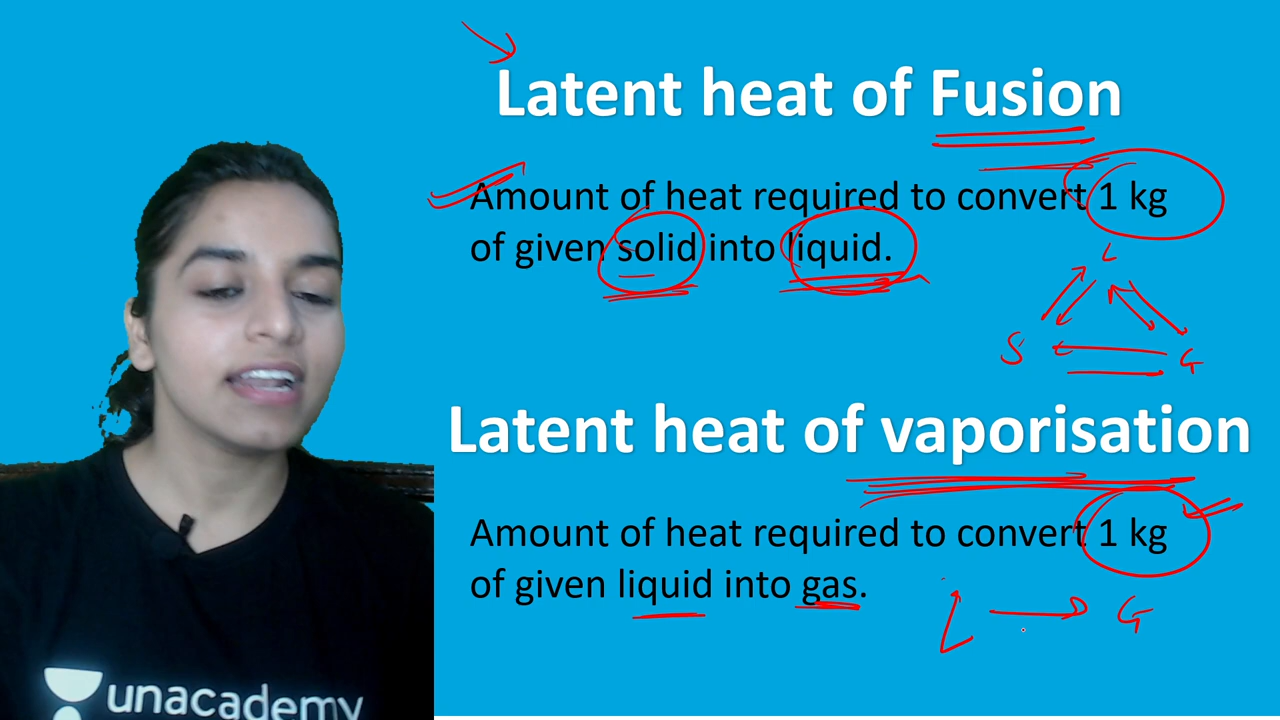 Latent heat of Fusion
Amount of heat required to convert 1 kg
of given solid into liquid.
L
S G
Latent heat of vaporisation
Amount of heat required to convert 1 kg
of given liquid into gas.
L G
unacademy